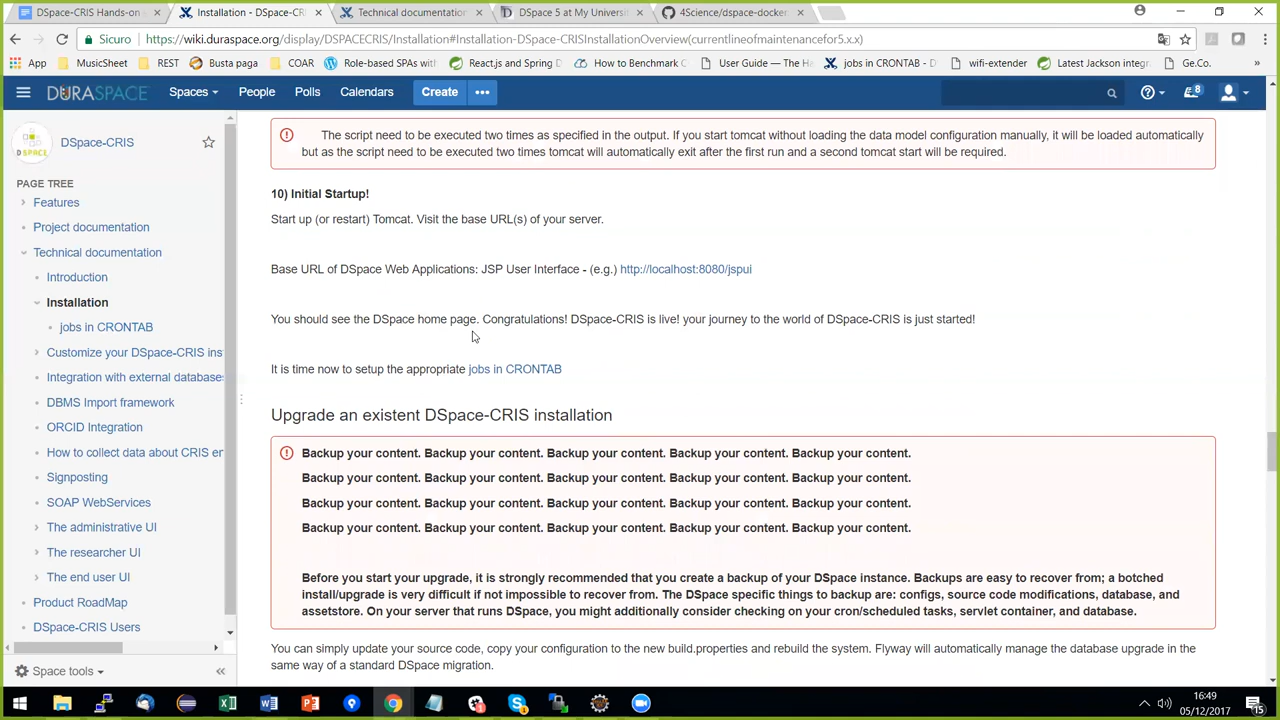 DSpace-CRIS Hands-on
Installation - DSpace-CRI
Technical documentation
DSpace 5 at My Universit
4Science/dspace-docker
Sicuro
https://wiki.duraspace.org/display/DSPACECRIS/Installation#Installation-DSpace-CRISInstallationOverview(currentlineofmaintenancefor5.x.x)
App
MusicSheet
REST
Busta paga
COAR
Role-based SPAs wit
React.js and Spring D
How to Benchmark C
User Guide — The Ha
jobs in CRONTAB - D
wifi-extender
Latest Jackson integr
Ge.Co.
»
DURASPACE
Spaces
People
Polls
Calendars
Create
•••
8
DSPACE
DSpace-CRIS
PAGE TREE
Features
Project documentation
Technical documentation
Introduction
Installation
jobs in CRONTAB
Customize your DSpace-CRIS ins
Integration with external databases
DBMS Import framework
ORCID Integration
How to collect data about CRIS en
Signposting
SOAP WebServices
The administrative UI
The researcher UI
The end user UI
Product RoadMap
DSpace-CRIS Users
Space tools
The script need to be executed two times as specified in the output. If you start tomcat without loading the data model configuration manually, it will be loaded automatically
but as the script need to be executed two times tomcat will automatically exit after the first run and a second tomcat start will be required.
10) Initial Startup!
Start up (or restart) Tomcat. Visit the base URL(s) of your server.
Base URL of DSpace Web Applications: JSP User Interface - (e.g.) http://localhost:8080/jspui
You should see the DSpace home page. Congratulations! DSpace-CRIS is live! your journey to the world of DSpace-CRIS is just started!
It is time now to setup the appropriate jobs in CRONTAB
Upgrade an existent DSpace-CRIS installation
Backup your content. Backup your content. Backup your content. Backup your content. Backup your content.
Backup your content. Backup your content. Backup your content. Backup your content. Backup your content.
Backup your content. Backup your content. Backup your content. Backup your content. Backup your content.
Backup your content. Backup your content. Backup your content. Backup your content. Backup your content.
Before you start your upgrade, it is strongly recommended that you create a backup of your DSpace instance. Backups are easy to recover from; a botched
install/upgrade is very difficult if not impossible to recover from. The DSpace specific things to backup are: configs, source code modifications, database, and
assetstore. On your server that runs DSpace, you might additionally consider checking on your cron/scheduled tasks, servlet container, and database.
You can simply update your source code, copy your configuration to the new build.properties and rebuild the system. Flyway will automatically manage the database upgrade in
the same way of a standard DSpace migration.
16:49
05/12/2017
15